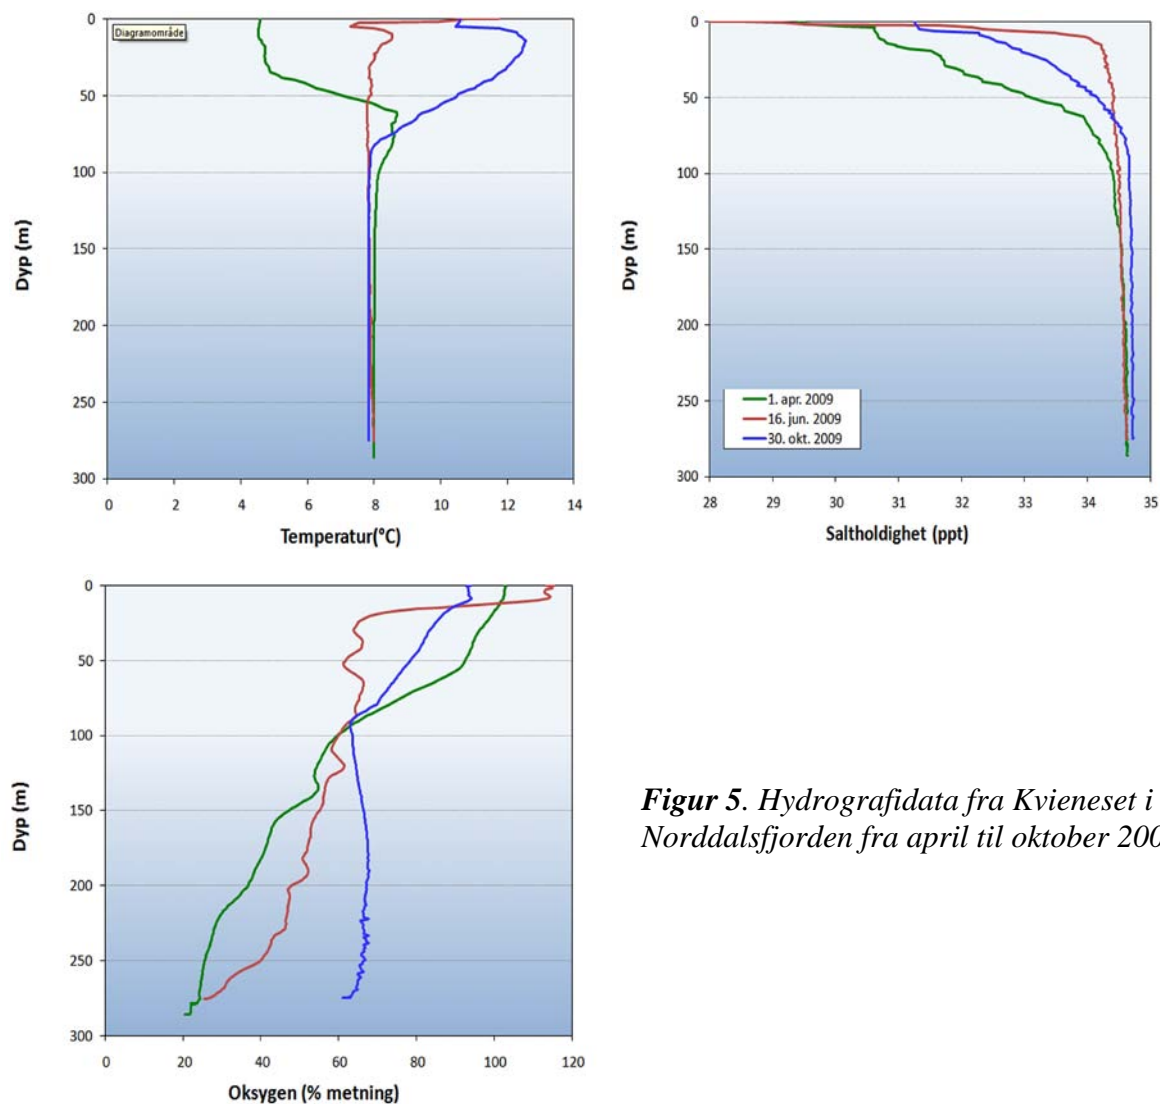 Diagramområde
0
50
100
150
200
250
300
Dyp (m)
0 2 4 6 8 10 12 14
Temperatur(°C)
0
50
100
150
200
250
300
Dyp (m)
1. apr. 2009
16. jun. 2009
30. okt. 2009
28 29 30 31 32 33 34 35
Saltholdighet (ppt)
0
50
100
150
200
250
300
Dyp (m)
0 20 40 60 80 100 120
Oksygen (% metning)
Figur 5. Hydrografidata fra Kvieneset i
Norddalsfjorden fra april til oktober 200